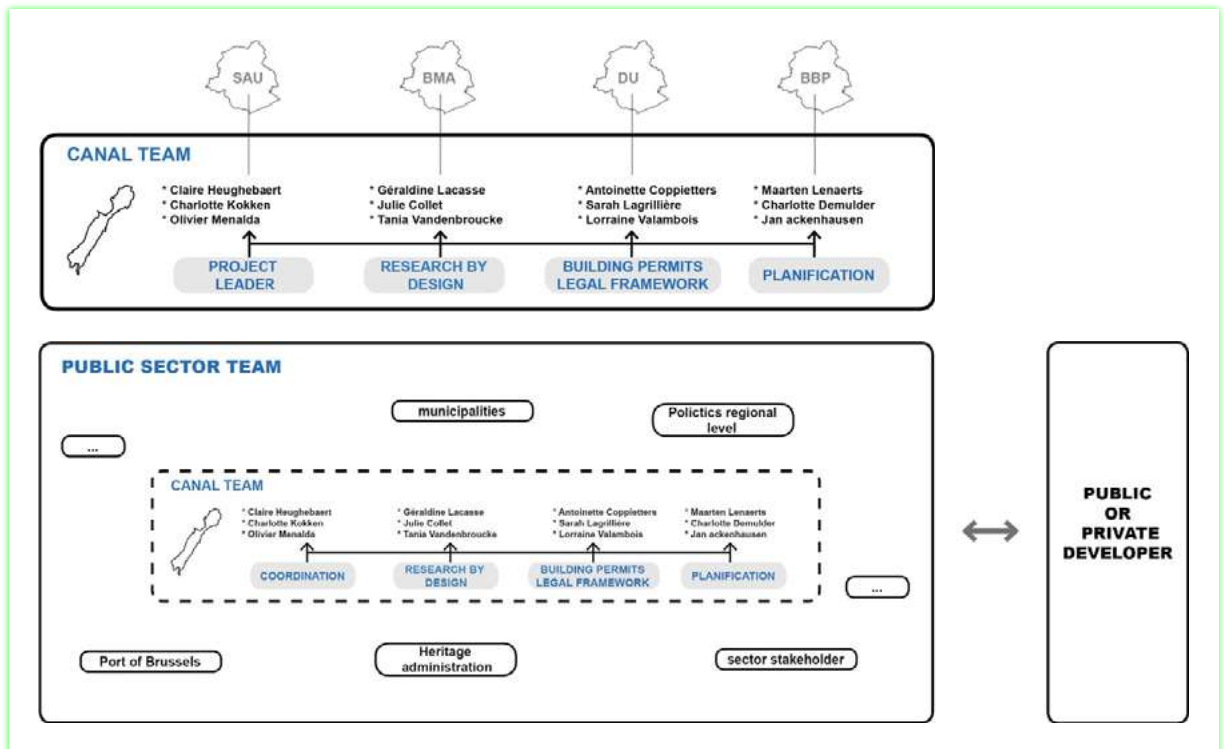 SAU
BMA
DU
BBP
CANAL TEAM
* Claire Heughebaert
* Charlotte Kokken
* Olivier Menalda
* Géraldine Lacasse
* Julie Collet
* Tania Vandenbroucke
* Antoinette Coppietters
* Sarah Lagrillière
* Lorraine Valambois
* Maarten Lenaerts
* Charlotte Demulder
* Jan ackenhausen
PROJECT
LEADER
RESEARCH BY
DESIGN
BUILDING PERMITS
LEGAL FRAMEWORK
PLANIFICATION
PUBLIC SECTOR TEAM
municipalities
Polictics regional
level
...
CANAL TEAM
* Claire Heughebaert
* Charlotte Kokken
* Olivier Menalda
* Géraldine Lacasse
* Julie Collet
* Tania Vandenbroucke
* Antoinette Coppietters
* Sarah Lagrillière
* Lorraine Valambois
* Maarten Lenaerts
* Charlotte Demulder
* Jan ackenhausen
COORDINATION
RESEARCH BY
DESIGN
BUILDING PERMITS
LEGAL FRAMEWORK
PLANIFICATION
...
Port of Brussels
Heritage
administration
sector stakeholder
PUBLIC
OR
PRIVATE
DEVELOPER